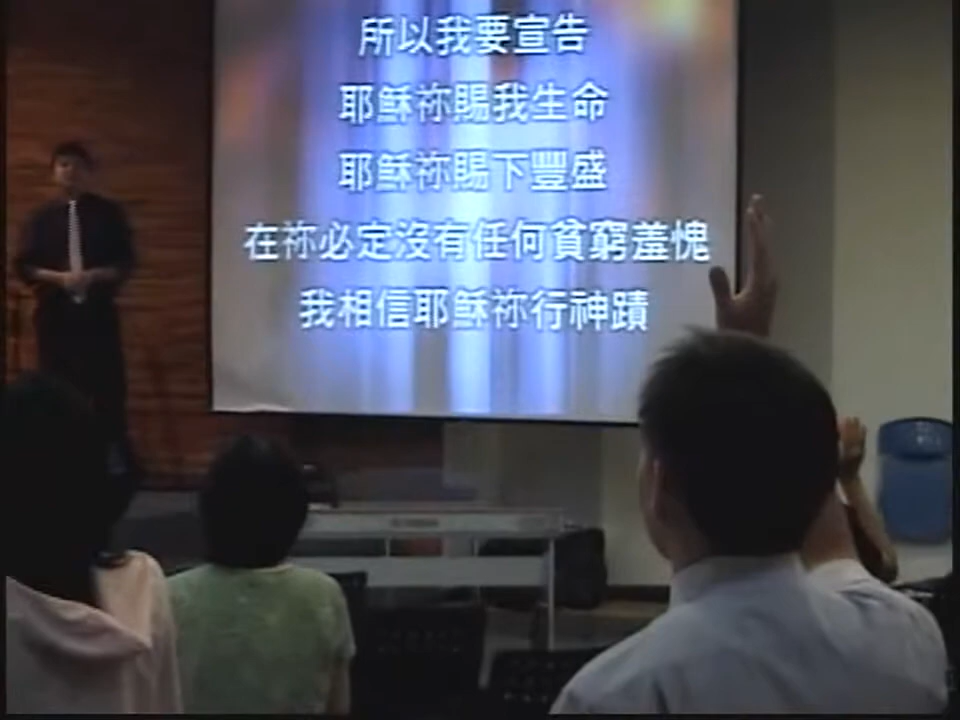 所以我要宣告
耶穌祢賜我生命
耶穌祢賜下豐盛
在祢必定沒有任何貧窮羞愧
我相信耶穌祢行神蹟